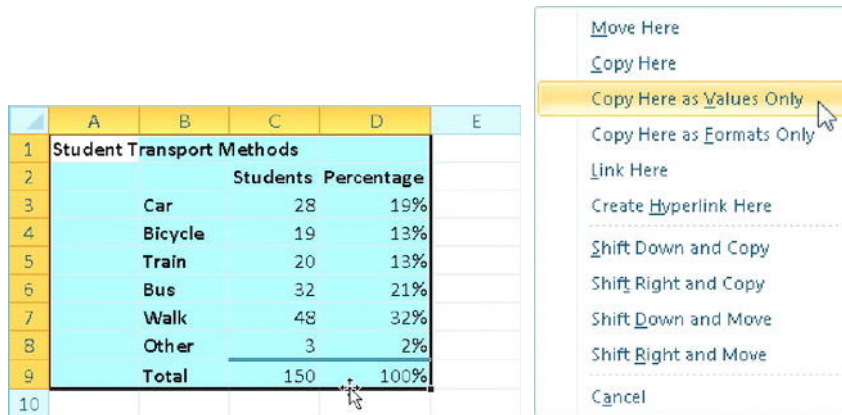 A B C D E
1 Student Transport Methods
2 Students Percentage
3 Car 28 19%
4 Bicycle 19 13%
5 Train 20 13%
6 Bus 32 21%
7 Walk 48 32%
8 Other 3 2%
9 Total 150 100%
10
Move Here
Copy Here
Copy Here as Values Only
Copy Here as Formats Only
Link Here
Create Hyperlink Here
Shift Down and Copy
Shift Right and Copy
Shift Down and Move
Shift Right and Move
Cancel